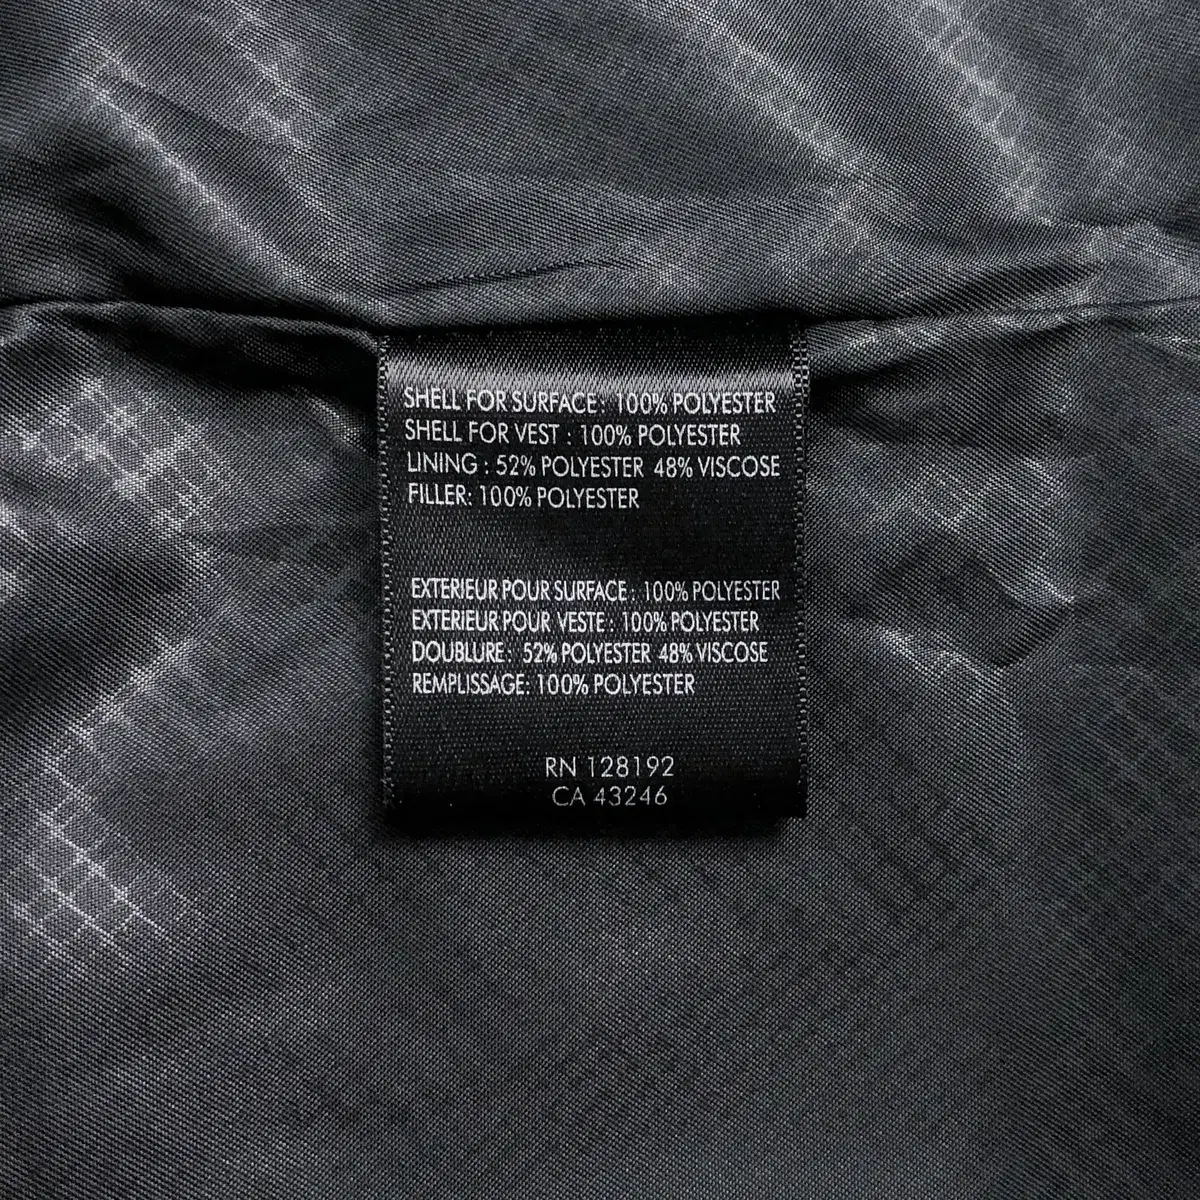 SHELL FOR SURFACE: 100% POLYESTER
SHELL FOR VEST : 100% POLYESTER
LINING : 52% POLYESTER 48% VISCOSE
FILLER: 100% POLYESTER
EXTERIEUR POUR SURFACE : 100% POLYESTER
EXTERIEUR POUR VESTE : 100% POLYESTER
DOUBLURE: 52% POLYESTER 48% VISCOSE
REMPLISSAGE: 100% POLYESTER
RN 128192
CA 43246